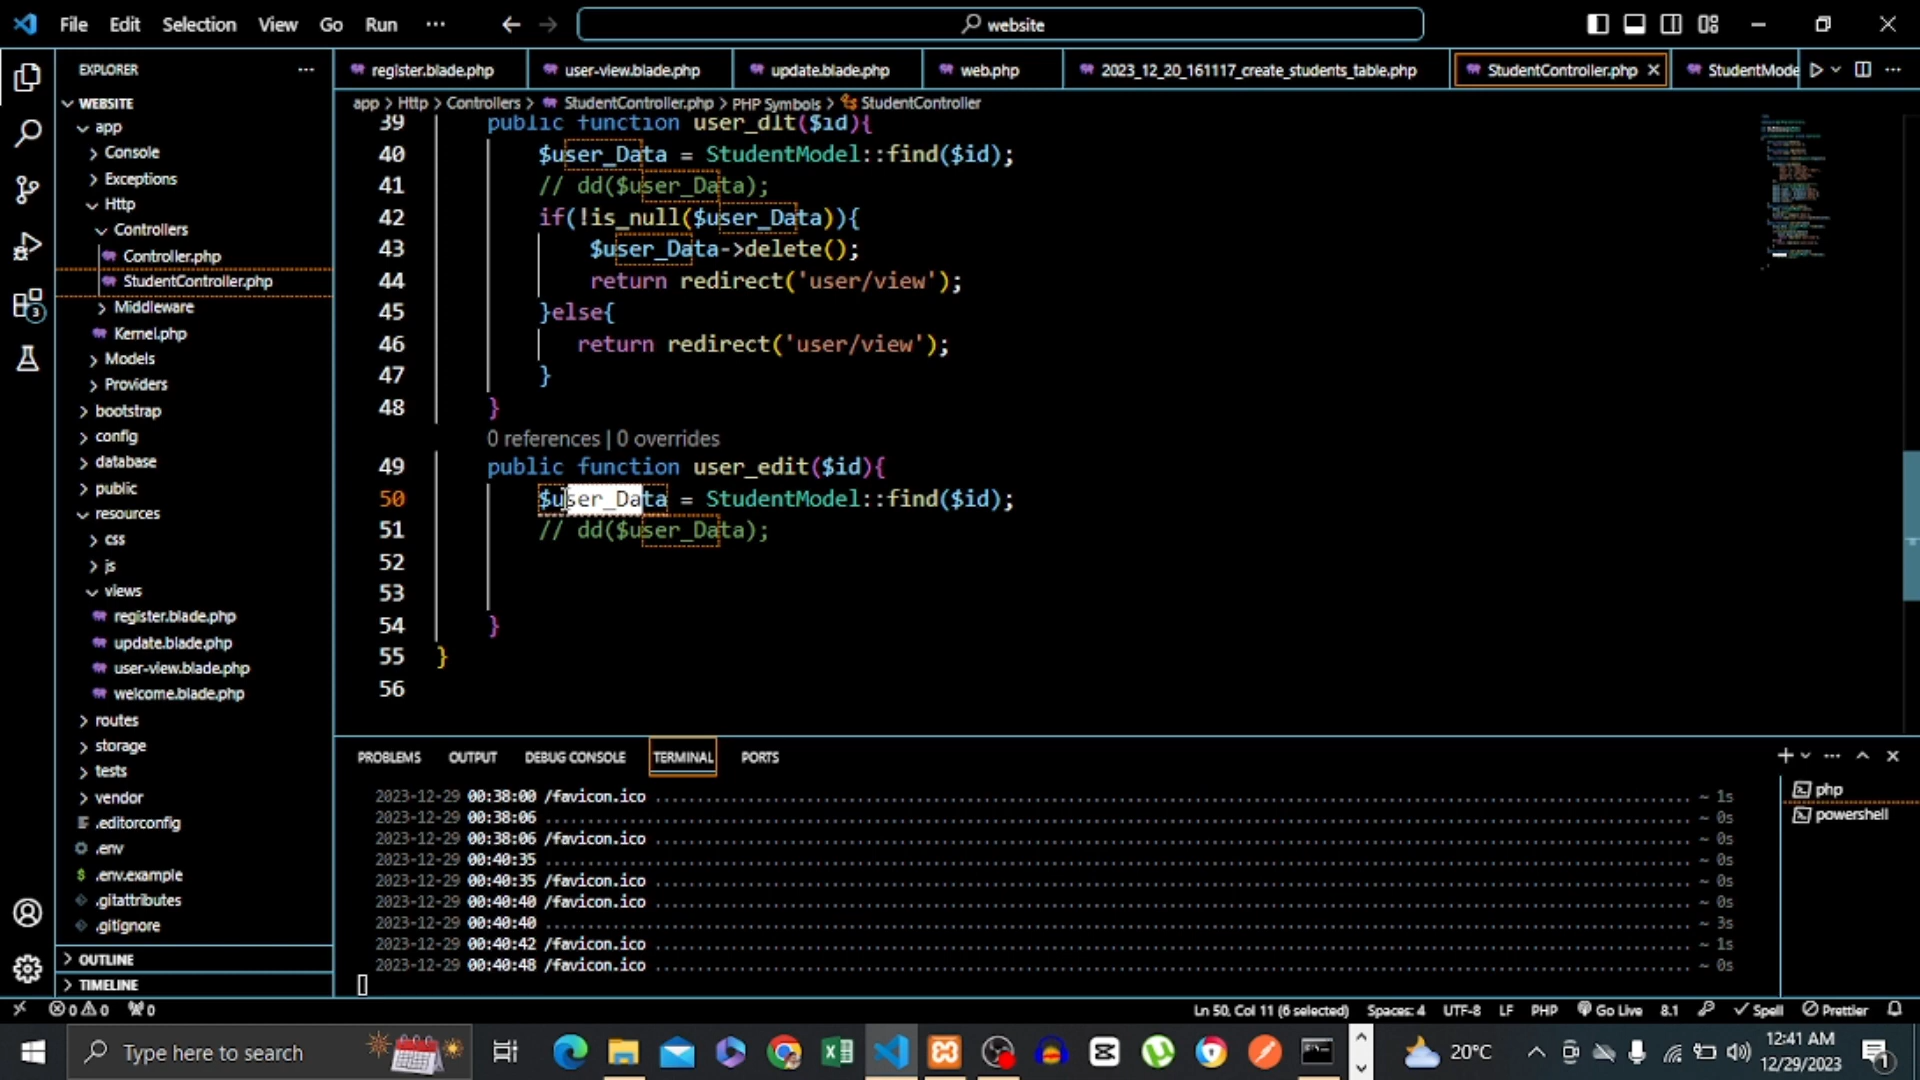 File Edit Selection View Go Run ··· website
EXPLORER ···
register.blade.php user-view.blade.php update.blade.php web.php 2023_12_20_161117_create_students_table.php StudentController.php StudentMode ···
app > Http > Controllers > StudentController.php > PHP Symbols > StudentController
WEBSITE
app
Console
Exceptions
Http
Controllers
Controller.php
StudentController.php
Middleware
Kernel.php
Models
Providers
bootstrap
config
database
public
resources
css
js
views
register.blade.php
update.blade.php
user-view.blade.php
welcome.blade.php
routes
storage
tests
vendor
.editorconfig
.env
.env.example
.gitattributes
.gitignore
OUTLINE
TIMELINE
3
39 public function user_dlt($id){
40 $user_Data = StudentModel::find($id);
41 // dd($user_Data);
42 if(!is_null($user_Data)){
43 $user_Data->delete();
44 return redirect('user/view');
45 }else{
46 return redirect('user/view');
47 }
48 }
0 references | 0 overrides
49 public function user_edit($id){
50 $user_Data = StudentModel::find($id);
51 // dd($user_Data);
52
53
54 }
55 }
56
PROBLEMS OUTPUT DEBUG CONSOLE TERMINAL PORTS
2023-12-29 00:38:00 /favicon.ico ~ 1s
2023-12-29 00:38:06 ~ 0s
2023-12-29 00:38:06 /favicon.ico ~ 0s
2023-12-29 00:40:35 ~ 0s
2023-12-29 00:40:35 /favicon.ico ~ 0s
2023-12-29 00:40:40 /favicon.ico ~ 0s
2023-12-29 00:40:40 ~ 3s
2023-12-29 00:40:42 /favicon.ico ~ 1s
2023-12-29 00:40:48 /favicon.ico ~ 0s
php
powershell
0 0 0 Ln 50, Col 11 (6 selected) Spaces: 4 UTF-8 LF PHP Go Live 8.1 Spell Prettier
Type here to search 20°C 12:41 AM
12/29/2023 1